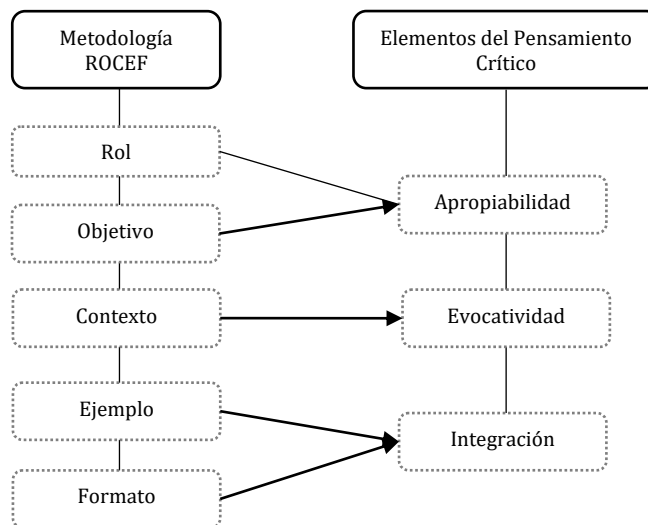 Metodología
ROCEF
Elementos del Pensamiento
Crítico
Rol
Apropiabilidad
Objetivo
Contexto
Evocatividad
Ejemplo
Integración
Formato